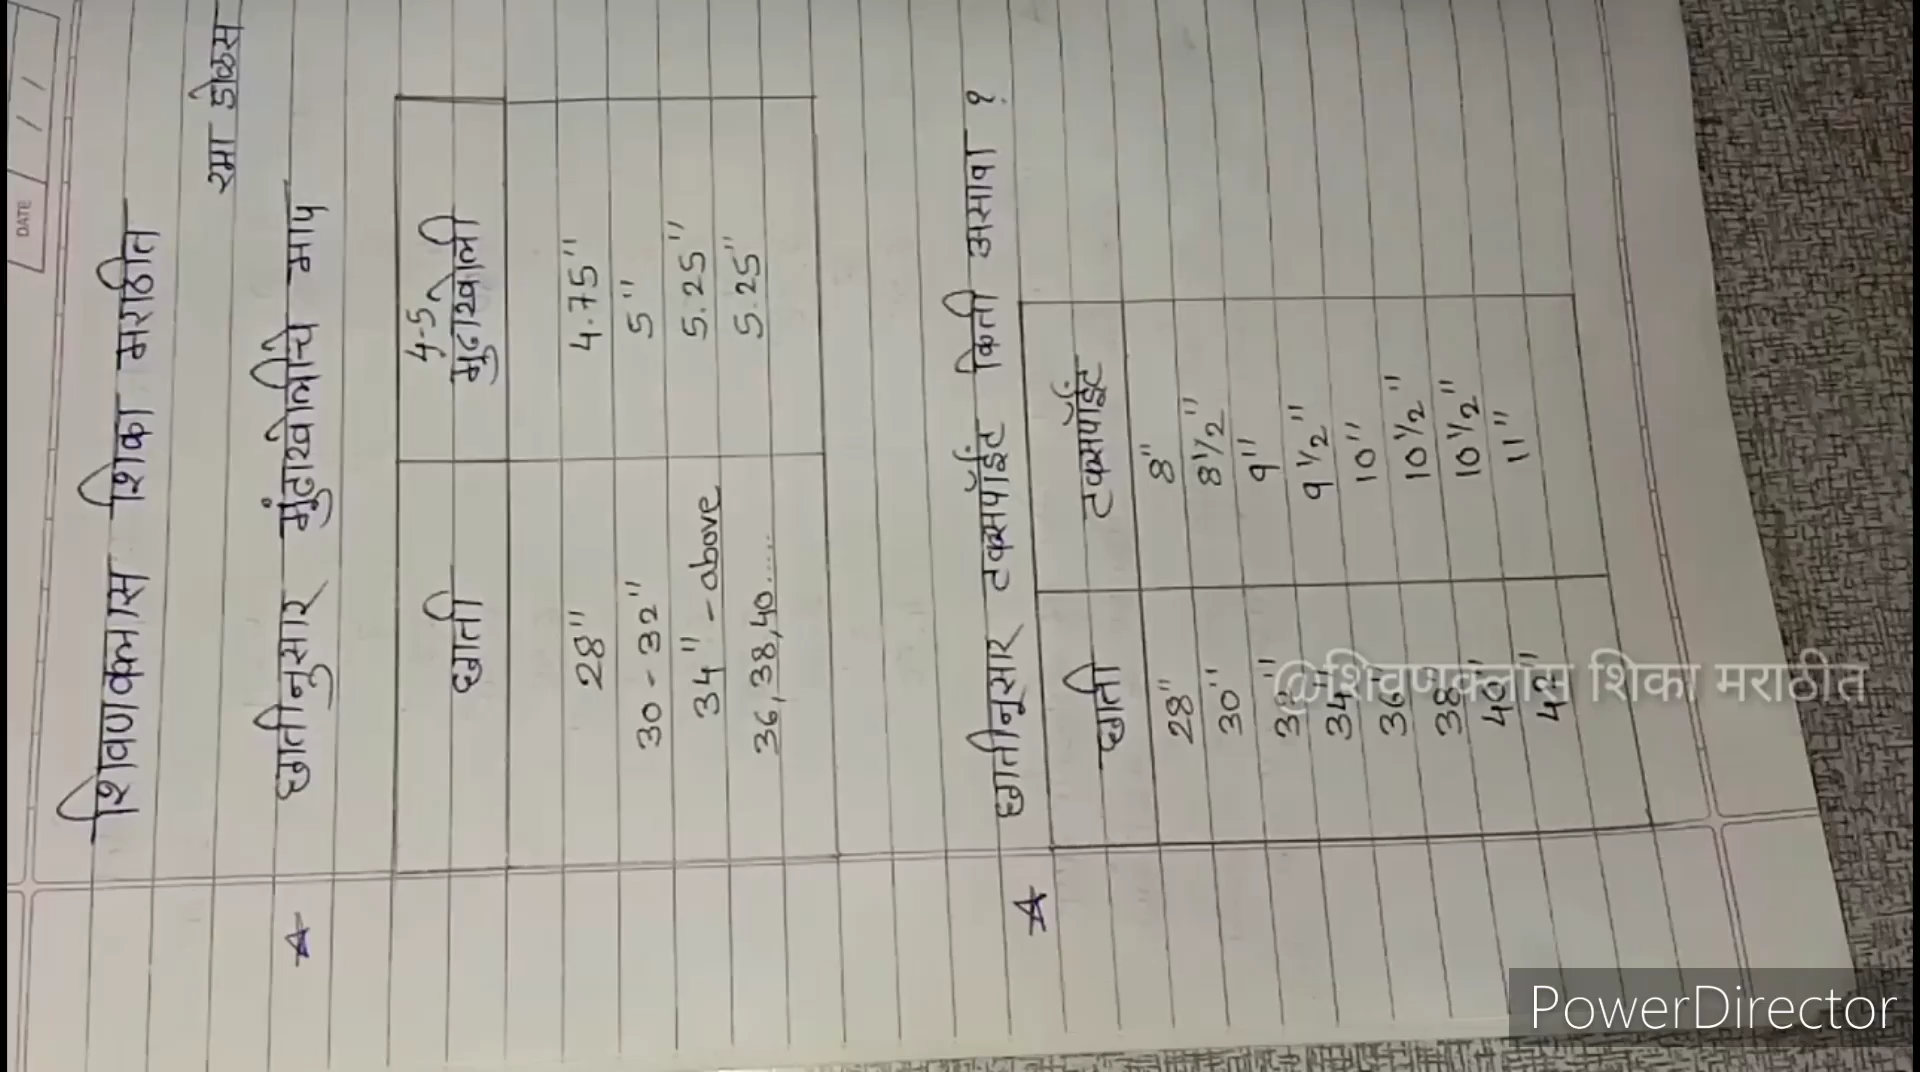 DATE / /
शिवणक्लास शिका मराठीत
रमा डोळस
☆ छातीनुसार मुंढाखोलीचे माप
छाती 4-5 मुंढाखोली
28" 4.75"
30-32" 5"
34"-above 5.25"
36,38,40..... 5.25"
☆ छातीनूसार टक्सपॉईंट किती असावा ?
छाती टक्सपॉईंट
28" 8"
30" 8½"
32" 9"
34" 9½"
36" 10"
38" 10½"
40" 10½"
42" 11"
@शिवणक्लास शिका मराठीत
PowerDirector